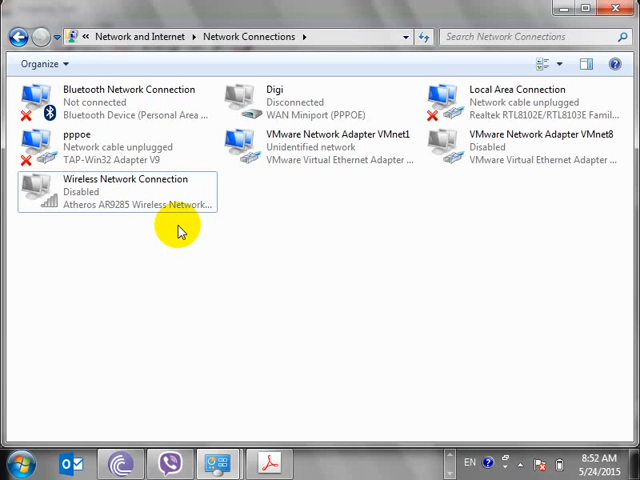 Network and Internet
Network Connections
Search Network Connections
Organize
Bluetooth Network Connection
Not connected
Bluetooth Device (Personal Area ...
Digi
Disconnected
WAN Miniport (PPPOE)
Local Area Connection
Network cable unplugged
Realtek RTL8102E/RTL8103E Famil...
pppoe
Network cable unplugged
TAP-Win32 Adapter V9
VMware Network Adapter VMnet1
Unidentified network
VMware Virtual Ethernet Adapter ...
VMware Network Adapter VMnet8
Disabled
VMware Virtual Ethernet Adapter ...
Wireless Network Connection
Disabled
Atheros AR9285 Wireless Network...
EN
8:52 AM
5/24/2015